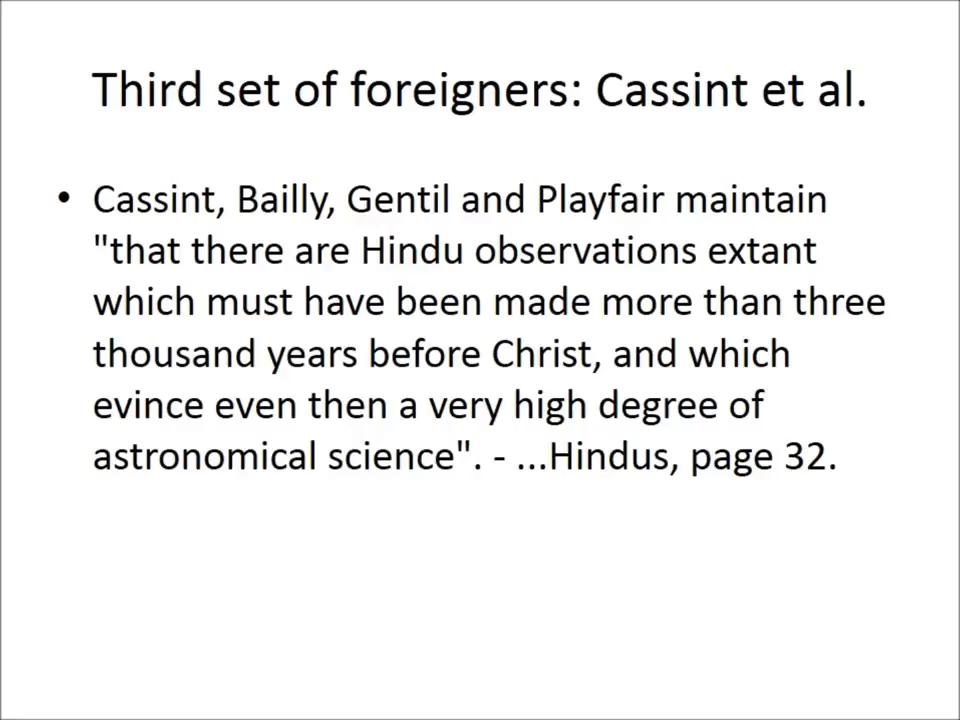 Third set of foreigners: Cassint et al.
• Cassint, Bailly, Gentil and Playfair maintain
"that there are Hindu observations extant
which must have been made more than three
thousand years before Christ, and which
evince even then a very high degree of
astronomical science". - ...Hindus, page 32.